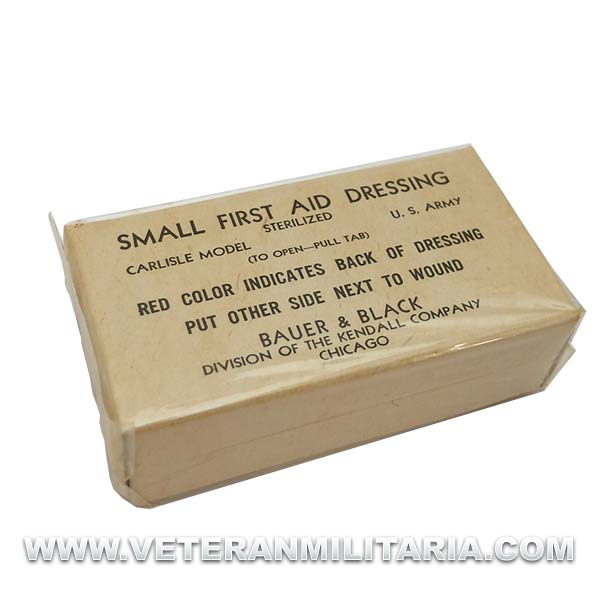 SMALL FIRST AID DRESSING
STERILIZED
CARLISLE MODEL U. S. ARMY
(TO OPEN—PULL TAB)
RED COLOR INDICATES BACK OF DRESSING
PUT OTHER SIDE NEXT TO WOUND
BAUER & BLACK
DIVISION OF THE KENDALL COMPANY
CHICAGO
WWW.VETERANMILITARIA.COM